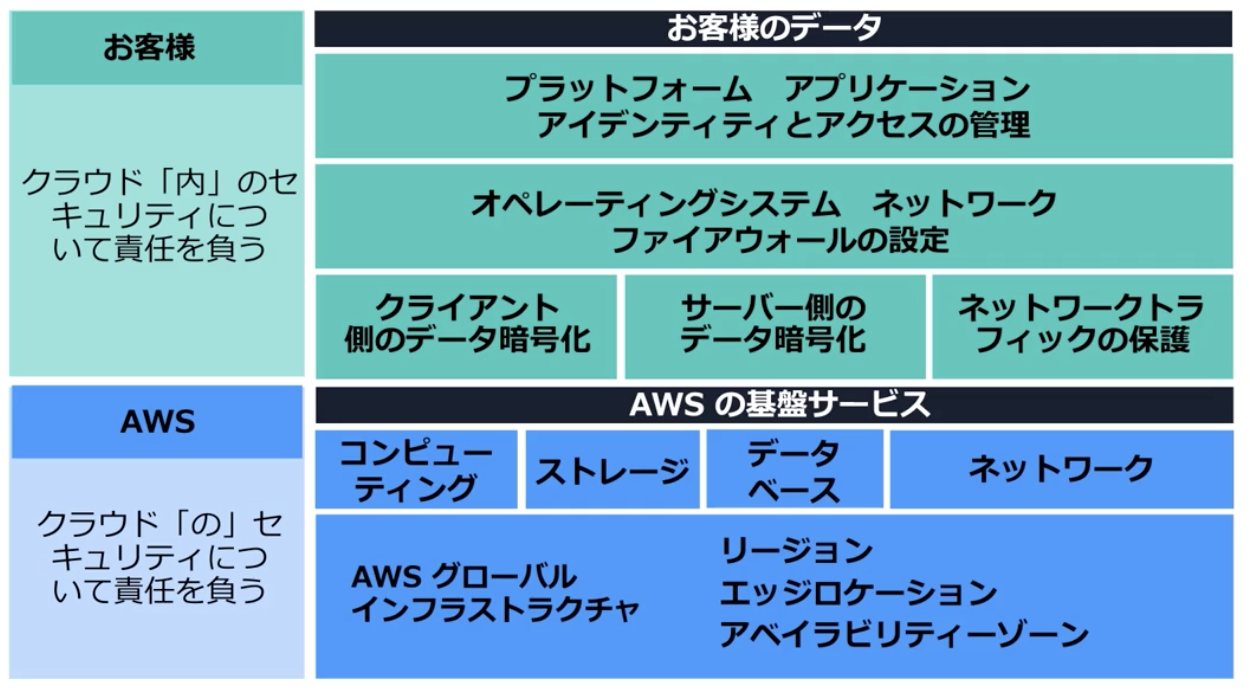 お客様
クラウド「内」のセ
キュリティにつ
いて責任を負う
お客様のデータ
プラットフォーム　アプリケーション
アイデンティティとアクセスの管理
オペレーティングシステム　ネットワーク
ファイアウォールの設定
クライアント
側のデータ暗号化
サーバー側の
データ暗号化
ネットワークトラ
フィックの保護
AWS
クラウド「の」セ
キュリティにつ
いて責任を負う
AWS の基盤サービス
コンピュー
ティング
ストレージ
データ
ベース
ネットワーク
AWS グローバル
インフラストラクチャ
リージョン
エッジロケーション
アベイラビリティーゾーン